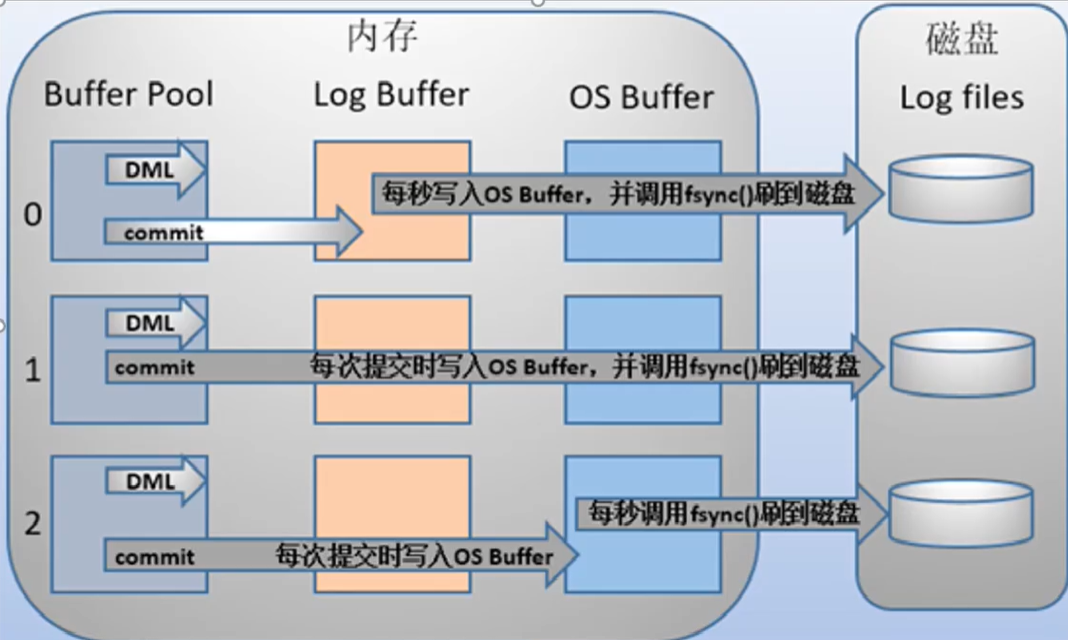 内存
磁盘
Buffer Pool
Log Buffer
OS Buffer
Log files
0
DML
每秒写入OS Buffer，并调用fsync()刷到磁盘
commit
1
DML
commit
每次提交时写入OS Buffer，并调用fsync()刷到磁盘
2
DML
每秒调用fsync()刷到磁盘
commit
每次提交时写入OS Buffer